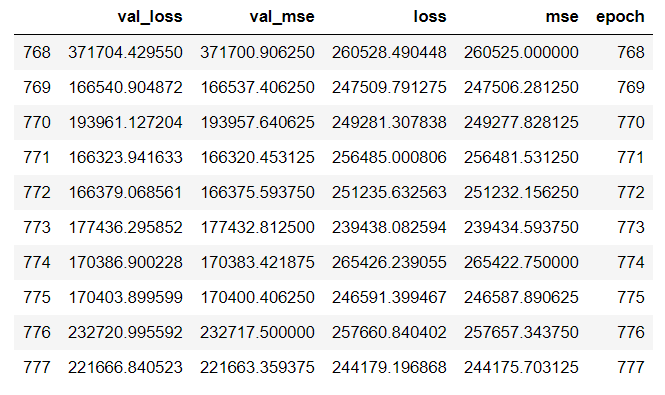 val_loss val_mse loss mse epoch
768 371704.429550 371700.906250 260528.490448 260525.000000 768
769 166540.904872 166537.406250 247509.791275 247506.281250 769
770 193961.127204 193957.640625 249281.307838 249277.828125 770
771 166323.941633 166320.453125 256485.000806 256481.531250 771
772 166379.068561 166375.593750 251235.632563 251232.156250 772
773 177436.295852 177432.812500 239438.082594 239434.593750 773
774 170386.900228 170383.421875 265426.239055 265422.750000 774
775 170403.899599 170400.406250 246591.399467 246587.890625 775
776 232720.995592 232717.500000 257660.840402 257657.343750 776
777 221666.840523 221663.359375 244179.196868 244175.703125 777